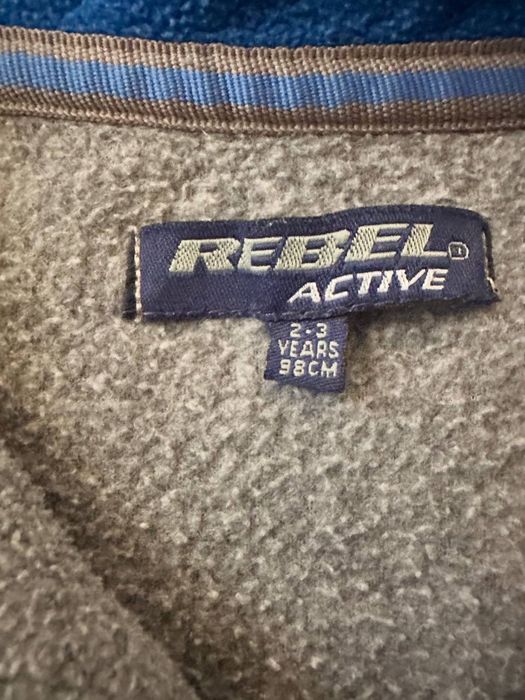 REBEL
ACTIVE
2-3
YEARS
98CM